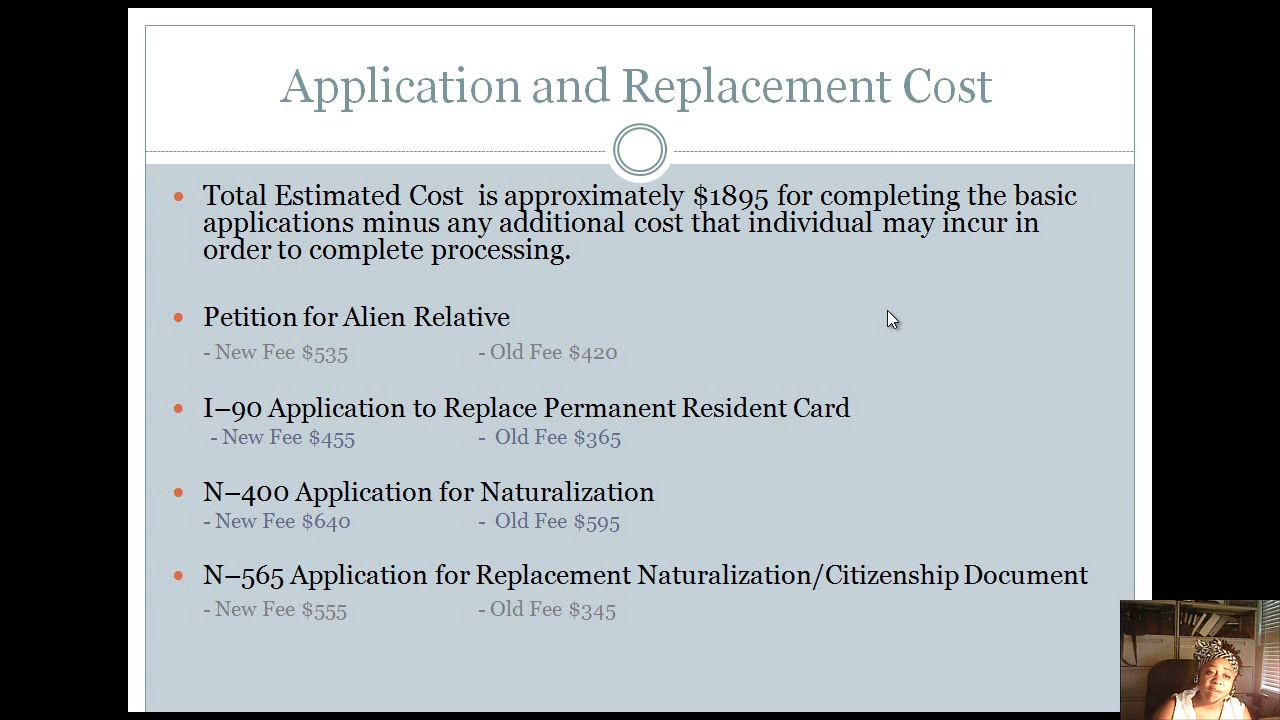 Application and Replacement Cost
• Total Estimated Cost is approximately $1895 for completing the basic
applications minus any additional cost that individual may incur in
order to complete processing.
• Petition for Alien Relative
- New Fee $535 - Old Fee $420
• I–90 Application to Replace Permanent Resident Card
- New Fee $455 - Old Fee $365
• N–400 Application for Naturalization
- New Fee $640 - Old Fee $595
• N–565 Application for Replacement Naturalization/Citizenship Document
- New Fee $555 - Old Fee $345